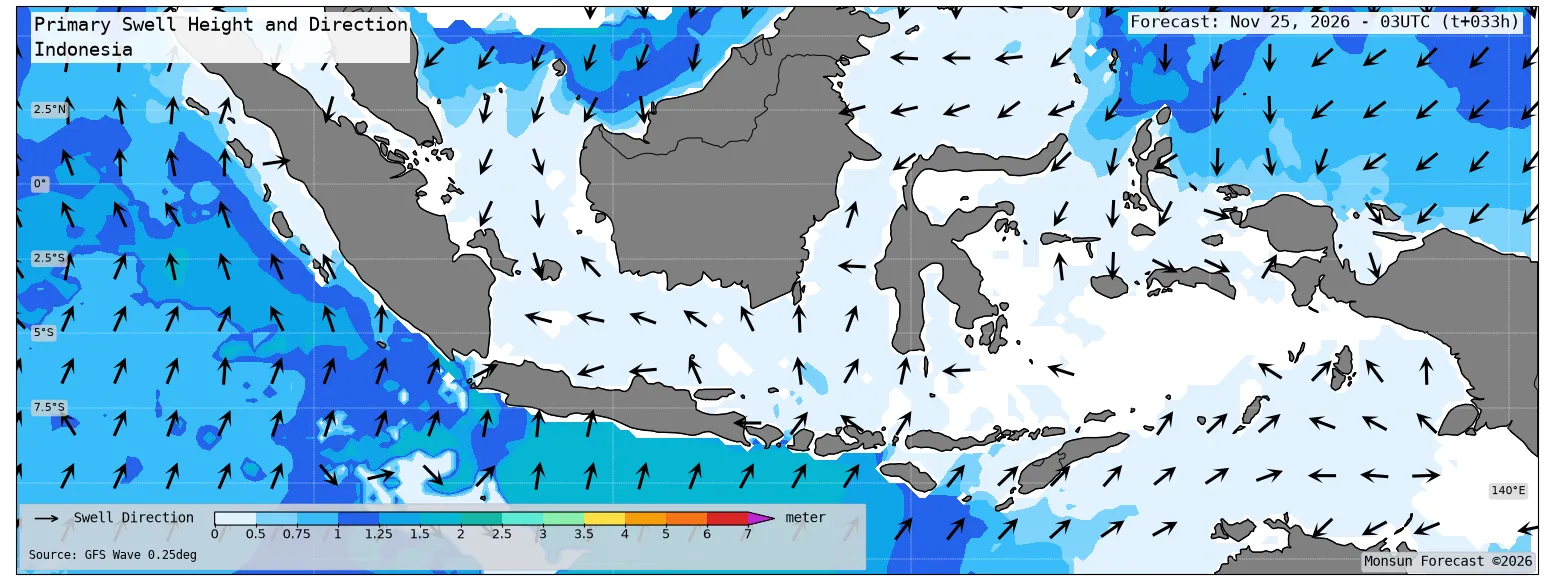 Primary Swell Height and Direction
Indonesia
Forecast: Nov 25, 2026 - 03UTC (t+033h)
2.5°N
0°
2.5°S
5°S
7.5°S
140°E
Swell Direction
0 0.5 0.75 1 1.25 1.5 2 2.5 3 3.5 4 5 6 7
meter
Source: GFS Wave 0.25deg
Monsun Forecast ©2026